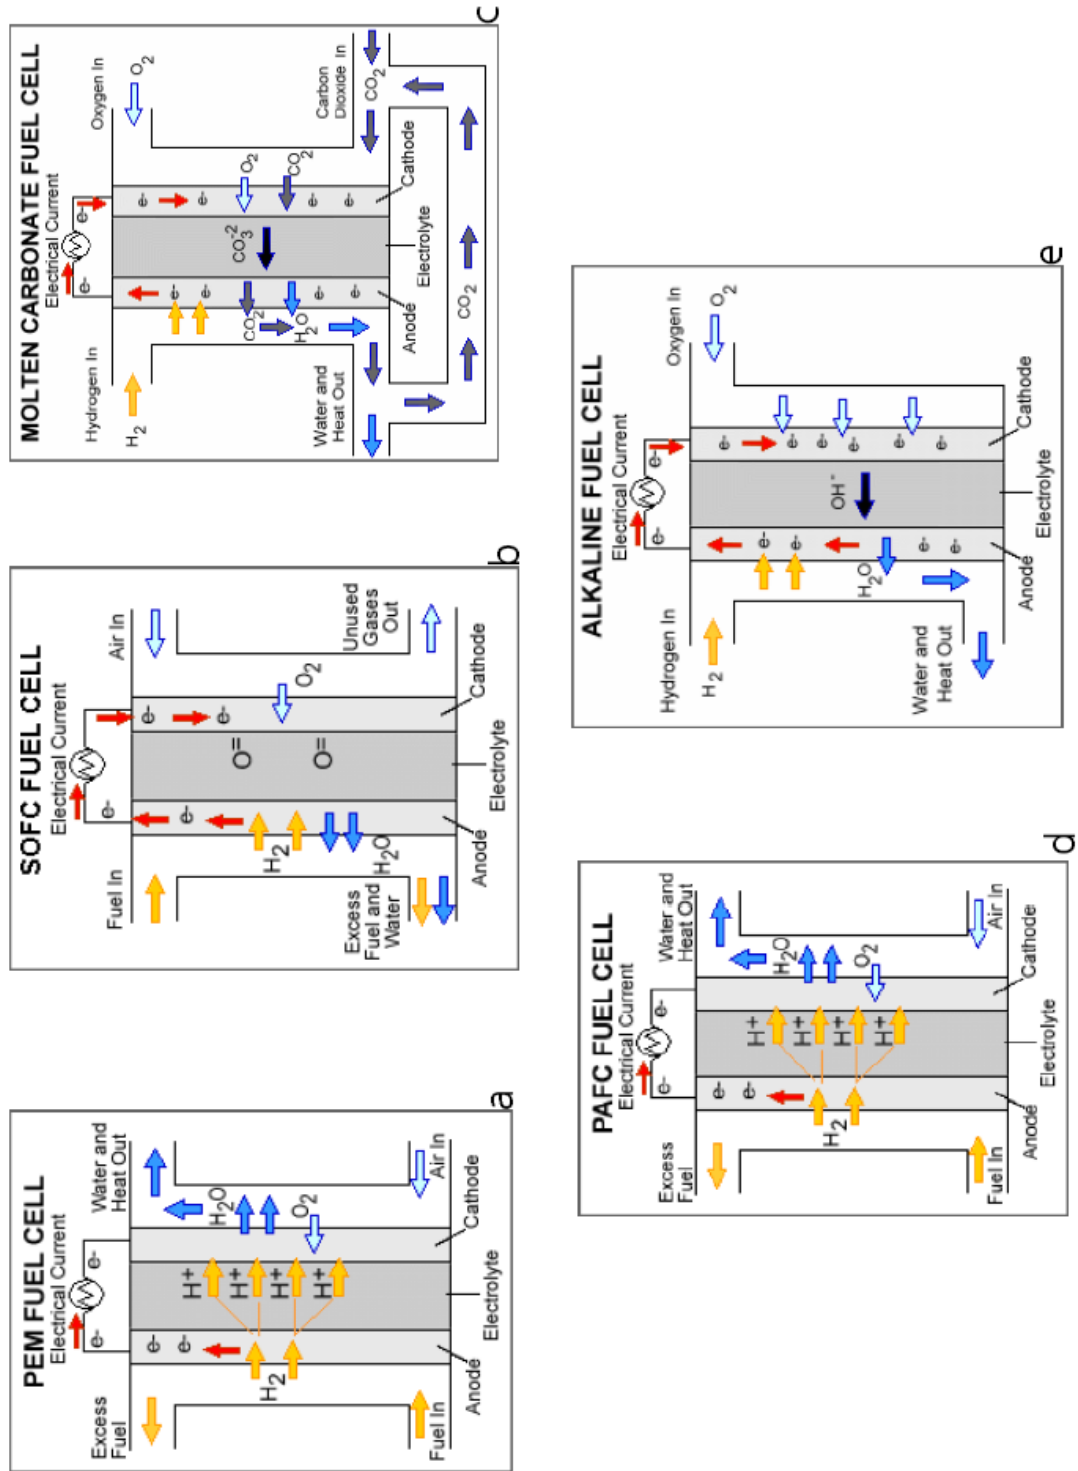 PEM FUEL CELL
Electrical Current
Excess
Fuel
e-
e-
Water and
Heat Out
e-
e-
H2
H+
H+
H+
H+
H2O
O2
Fuel In
Air In
Anode
Electrolyte
Cathode
a
SOFC FUEL CELL
Electrical Current
Fuel In
e-
Air In
e-
e-
e-
H2
O=
O=
O2
H2O
Excess
Fuel and
Water
Unused
Gases
Out
Anode
Electrolyte
Cathode
b
MOLTEN CARBONATE FUEL CELL
Electrical Current
Hydrogen In
e-
e-
Oxygen In
H2
O2
e-
e-
e-
e-
CO3-2
O2
CO2
CO2
H2O
e-
e-
e-
e-
Water and
Heat Out
Carbon
Dioxide In
CO2
Anode
Electrolyte
Cathode
CO2
c
PAFC FUEL CELL
Electrical Current
Excess
Fuel
e-
e-
Water and
Heat Out
e-
e-
H2
H+
H+
H+
H+
H2O
O2
Fuel In
Air In
Anode
Electrolyte
Cathode
d
ALKALINE FUEL CELL
Electrical Current
Hydrogen In
e-
e-
Oxygen In
H2
O2
e-
e-
e-
e-
e-
e-
OH-
H2O
e-
e-
e-
e-
Water and
Heat Out
Anode
Electrolyte
Cathode
e